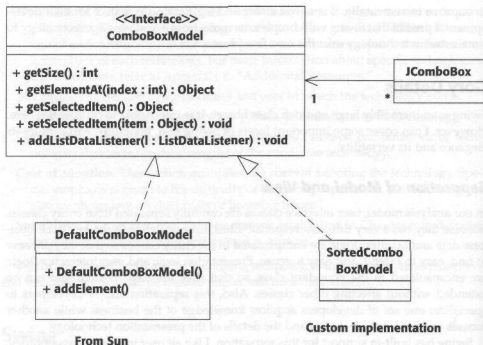 <<Interface>>
ComboBoxModel
+ getSize() : int
+ getElementAt(index : int) : Object
+ getSelectedItem() : Object
+ setSelectedItem(item : Object) : void
+ addListDataListener(l : ListDataListener) : void
JComboBox
1
*
DefaultComboBoxModel
+ DefaultComboBoxModel()
+ addElement()
From Sun
SortedCombo
BoxModel
Custom implementation